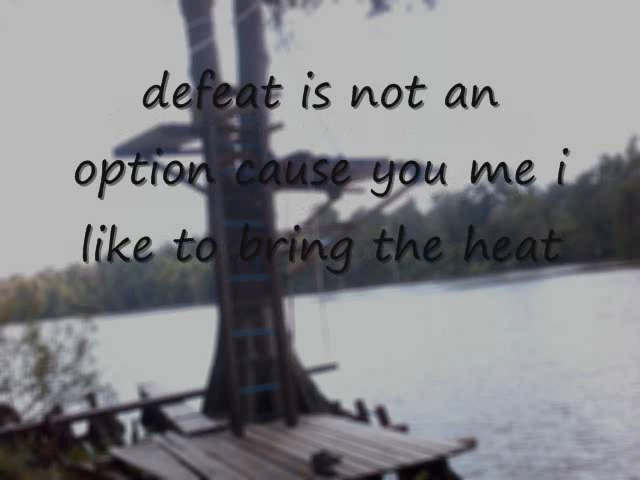 defeat is not an
option cause you me i
like to bring the heat